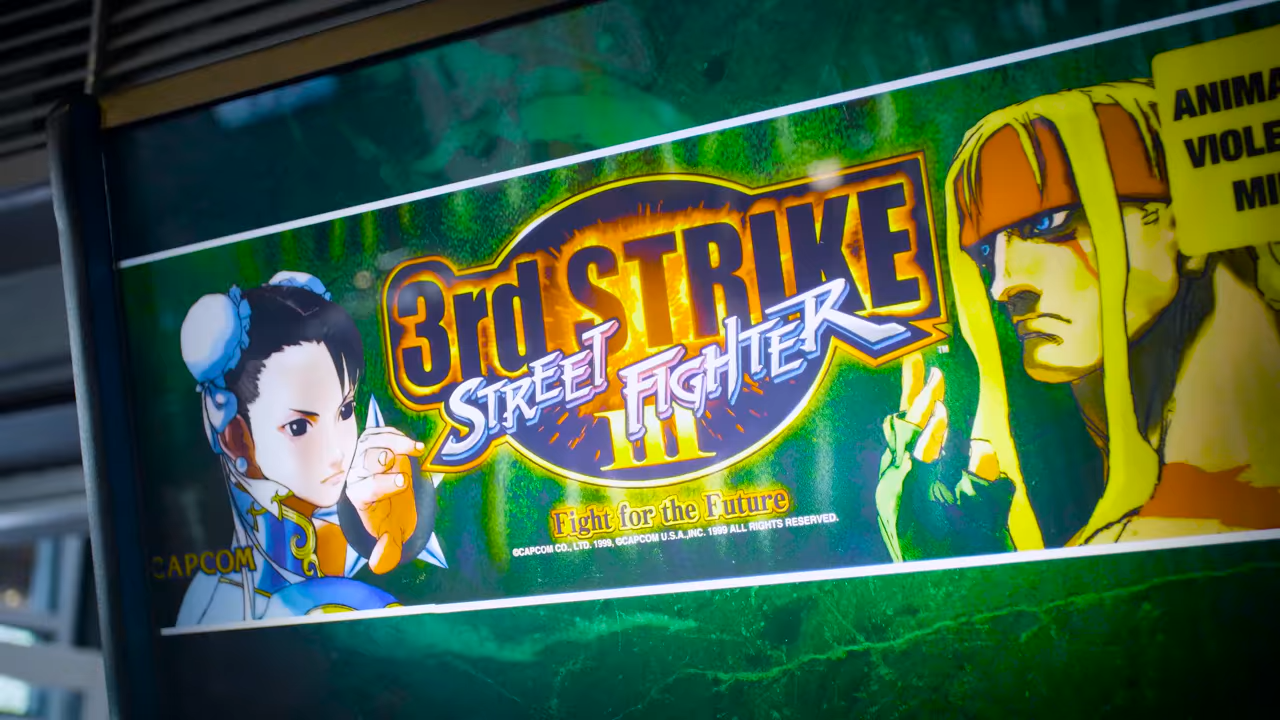 3rd STRIKE
STREET FIGHTER
III
™
Fight for the Future
©CAPCOM CO., LTD. 1999, ©CAPCOM U.S.A.,INC. 1999 ALL RIGHTS RESERVED.
CAPCOM
ANIMA
VIOLE
MI